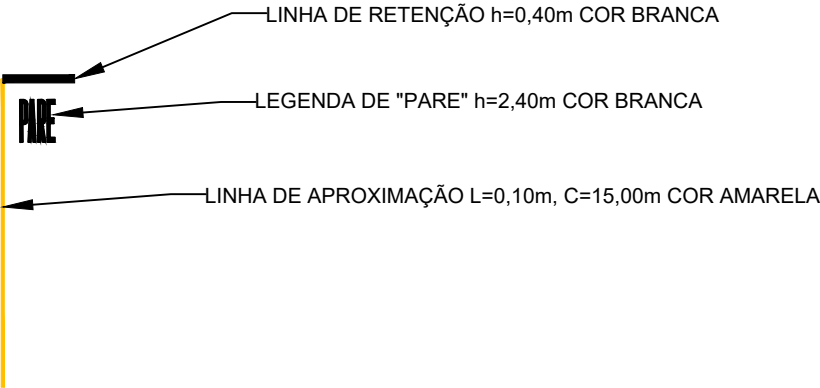 LINHA DE RETENÇÃO h=0,40m COR BRANCA
PARE
LEGENDA DE "PARE" h=2,40m COR BRANCA
LINHA DE APROXIMAÇÃO L=0,10m, C=15,00m COR AMARELA